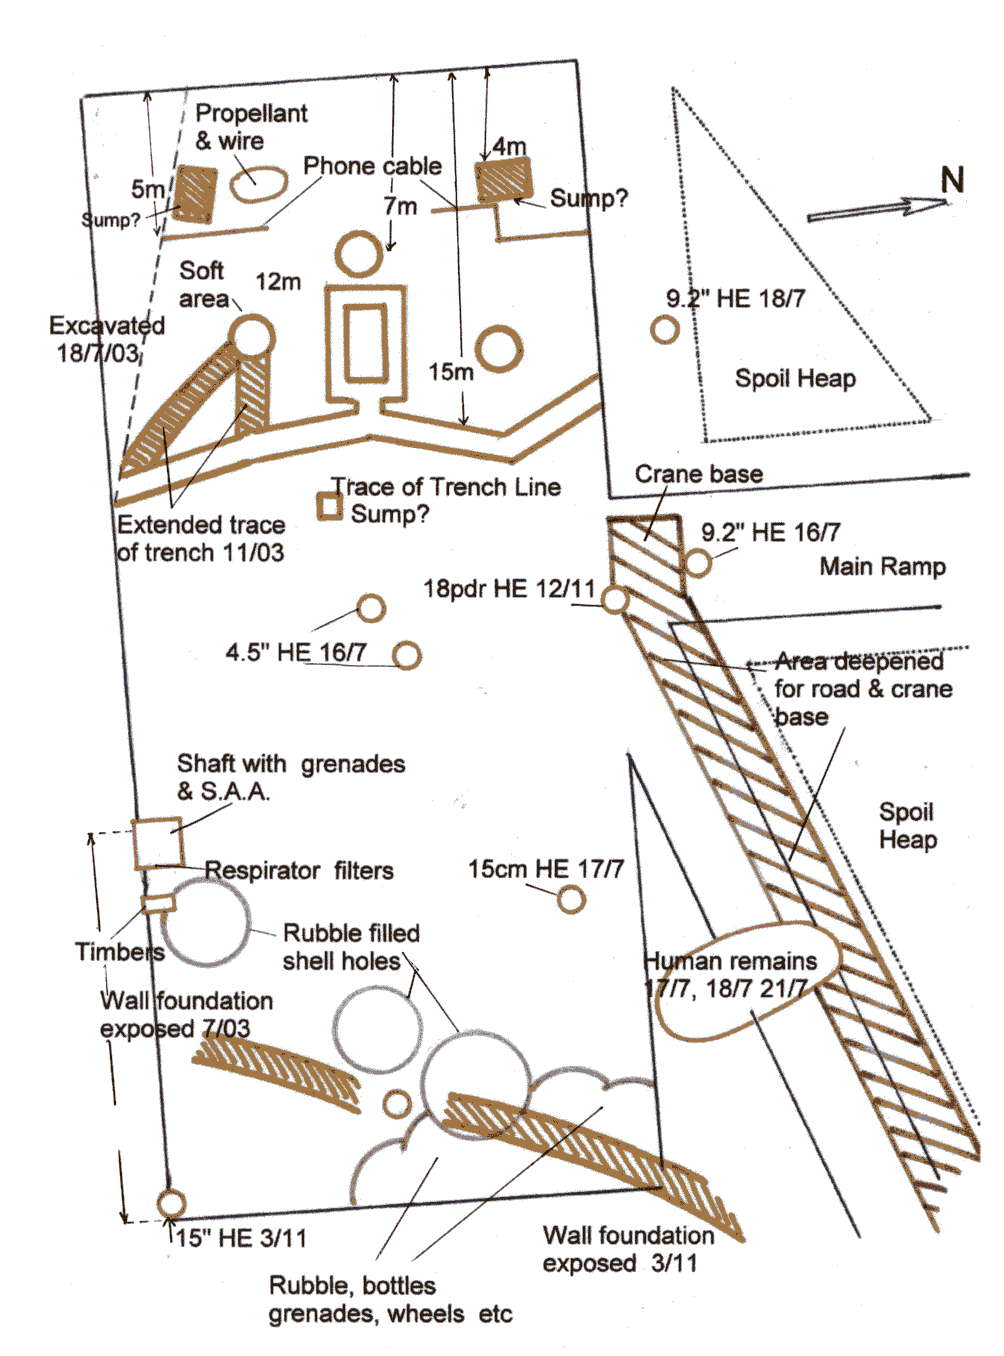 Propellant
& wire
Phone cable
4m
5m
7m
Sump?
Sump?
N
Soft
area
12m
9.2" HE 18/7
Excavated
18/7/03
15m
Spoil Heap
Crane base
Trace of Trench Line
Sump?
Extended trace
of trench 11/03
9.2" HE 16/7
Main Ramp
18pdr HE 12/11
4.5" HE 16/7
Area deepened
for road & crane
base
Shaft with grenades
& S.A.A.
Spoil
Heap
Respirator filters
15cm HE 17/7
Timbers
Rubble filled
shell holes
Human remains
17/7, 18/7 21/7
Wall foundation
exposed 7/03
15" HE 3/11
Wall foundation
exposed 3/11
Rubble, bottles
grenades, wheels etc